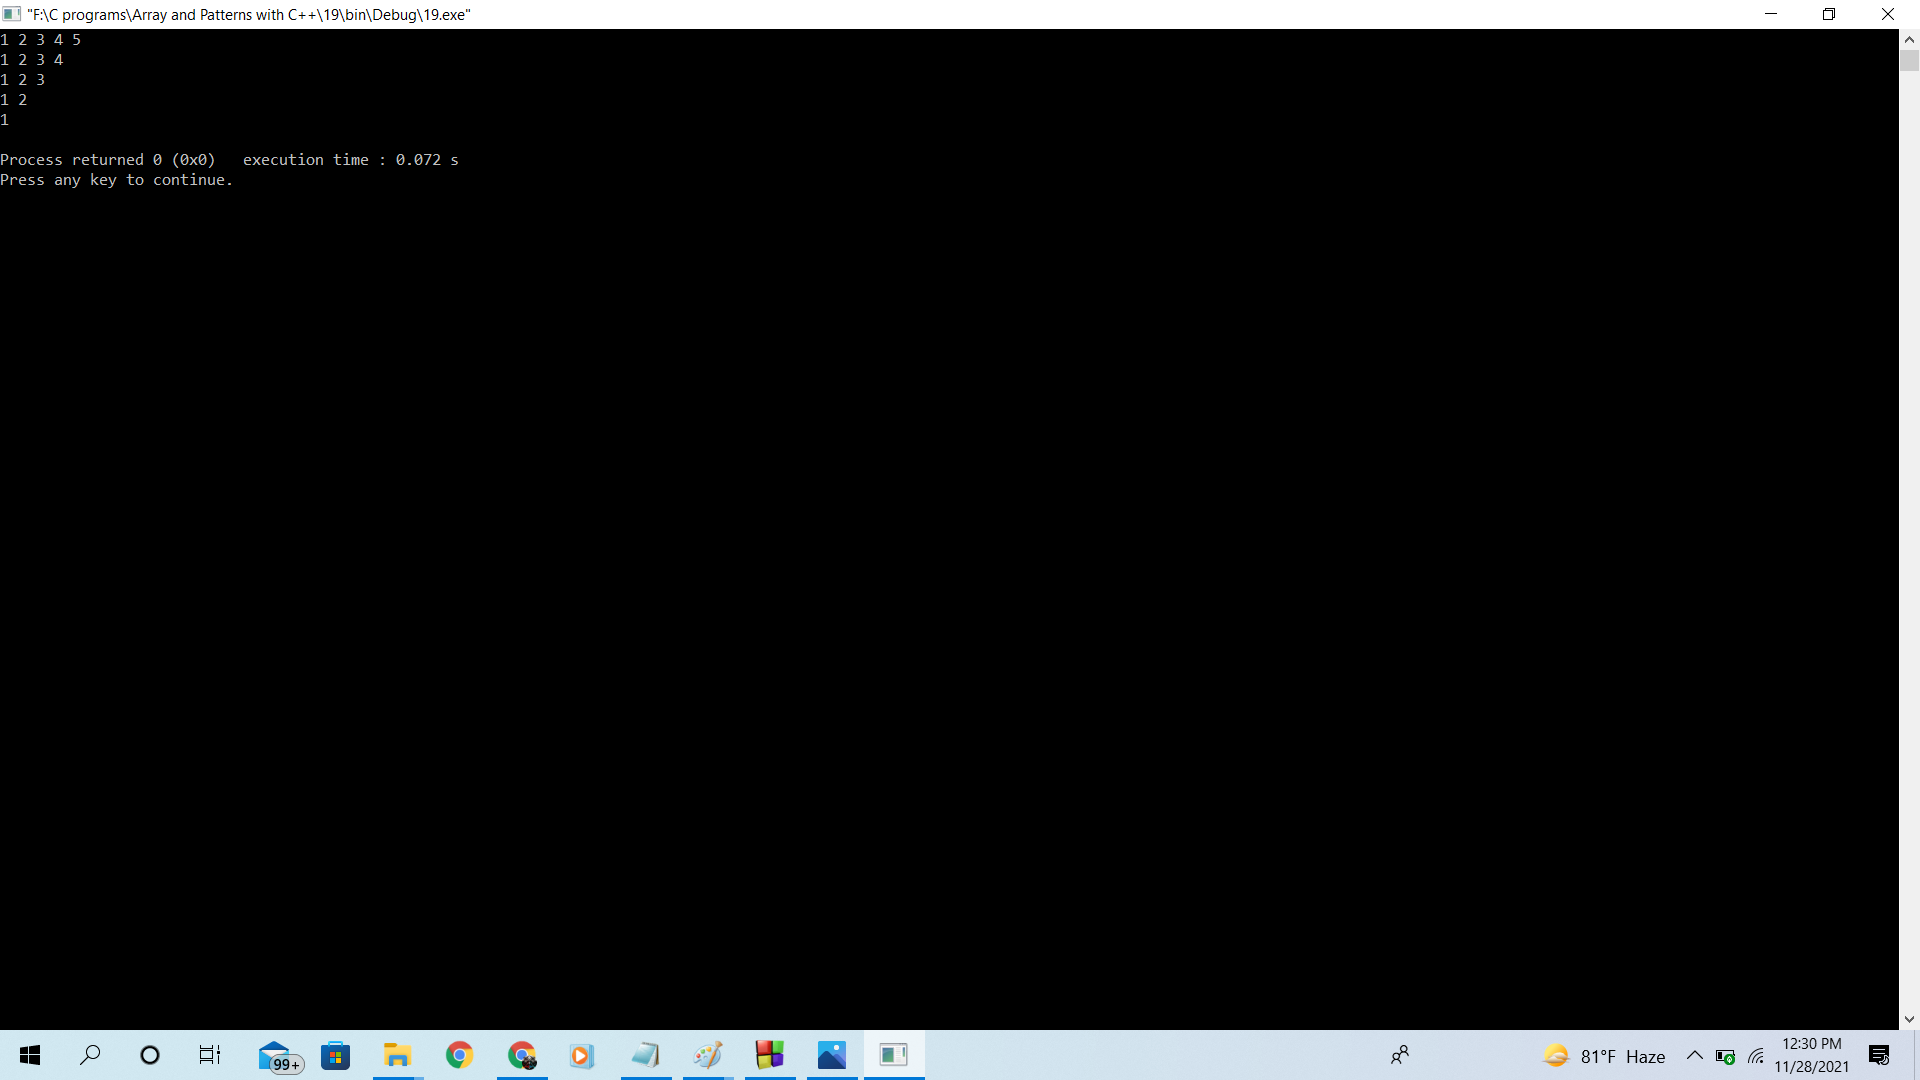 "F:\C programs\Array and Patterns with C++\19\bin\Debug\19.exe"
1 2 3 4 5
1 2 3 4
1 2 3
1 2
1
Process returned 0 (0x0)   execution time : 0.072 s
Press any key to continue.
99+
81°F Haze
12:30 PM
11/28/2021